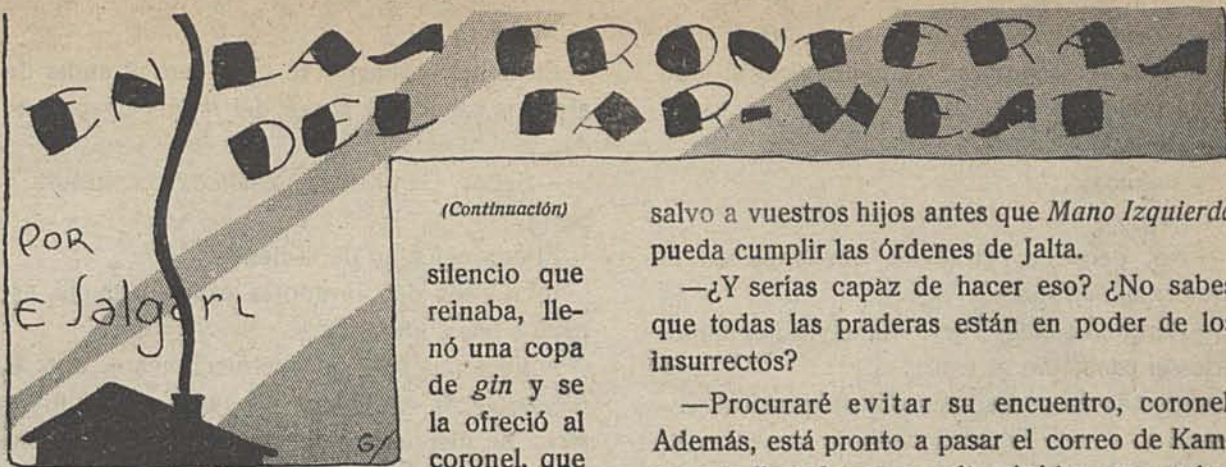 EN LAS FRONTERAS
DEL FAR-WEST
POR
E Salgari
G/
(Continuación)
silencio que
reinaba, lle-
nó una copa
de gin y se
la ofreció al
coronel, que
salvo a vuestros hijos antes que Mano Izquierda
pueda cumplir las órdenes de Jalta.
—¿Y serías capaz de hacer eso? ¿No sabes
que todas las praderas están en poder de los
insurrectos?
—Procuraré evitar su encuentro, coronel.
Además, está pronto a pasar el correo de Kam-